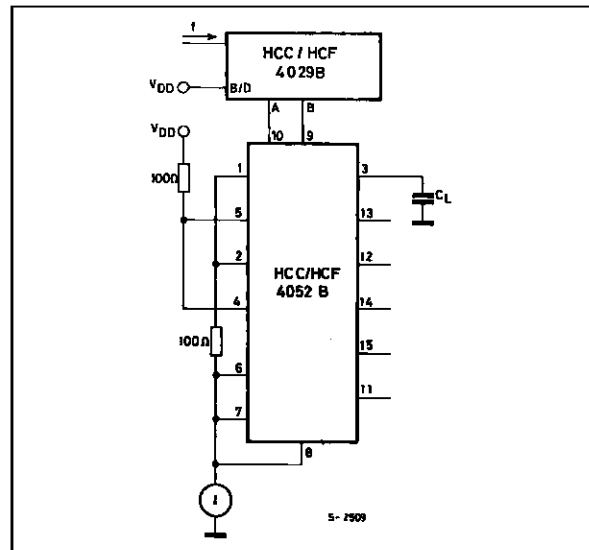 f
HCC / HCF
4029B
VDD
B/D
A B
10 9
VDD
100Ω
1
3
CL
5
13
2
12
HCC/HCF
4052 B
4
14
100Ω
15
6
11
7
8
S- 2509